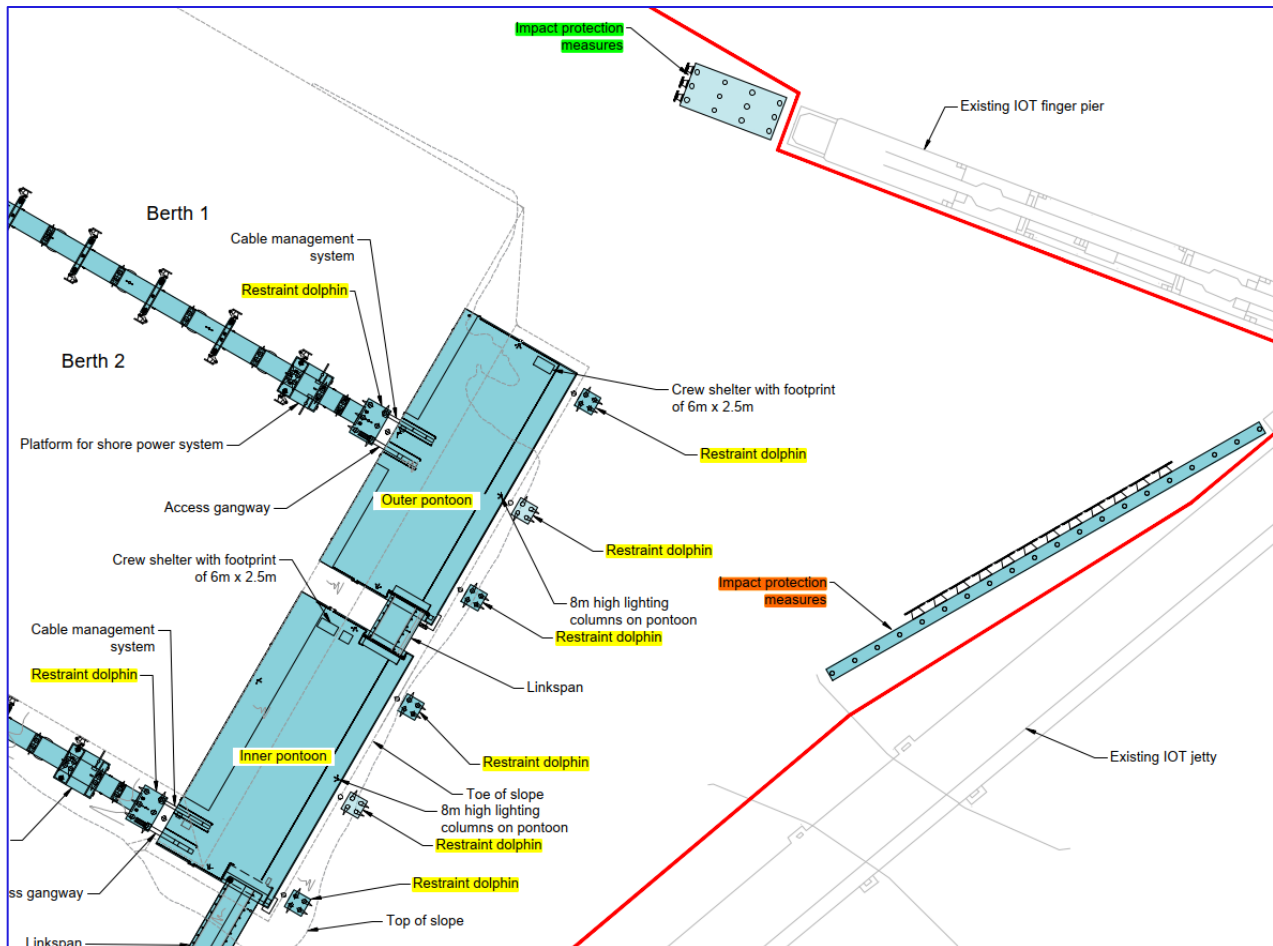 Impact protection
measures
Existing IOT finger pier
Berth 1
Cable management
system
Restraint dolphin
Berth 2
Crew shelter with footprint
of 6m x 2.5m
Platform for shore power system
Restraint dolphin
Outer pontoon
Access gangway
Restraint dolphin
Crew shelter with footprint
of 6m x 2.5m
Impact protection
measures
8m high lighting
columns on pontoon
Restraint dolphin
Cable management
system
Restraint dolphin
Linkspan
Inner pontoon
Restraint dolphin
Existing IOT jetty
Toe of slope
8m high lighting
columns on pontoon
Restraint dolphin
Restraint dolphin
ss gangway
Top of slope
Linkspan